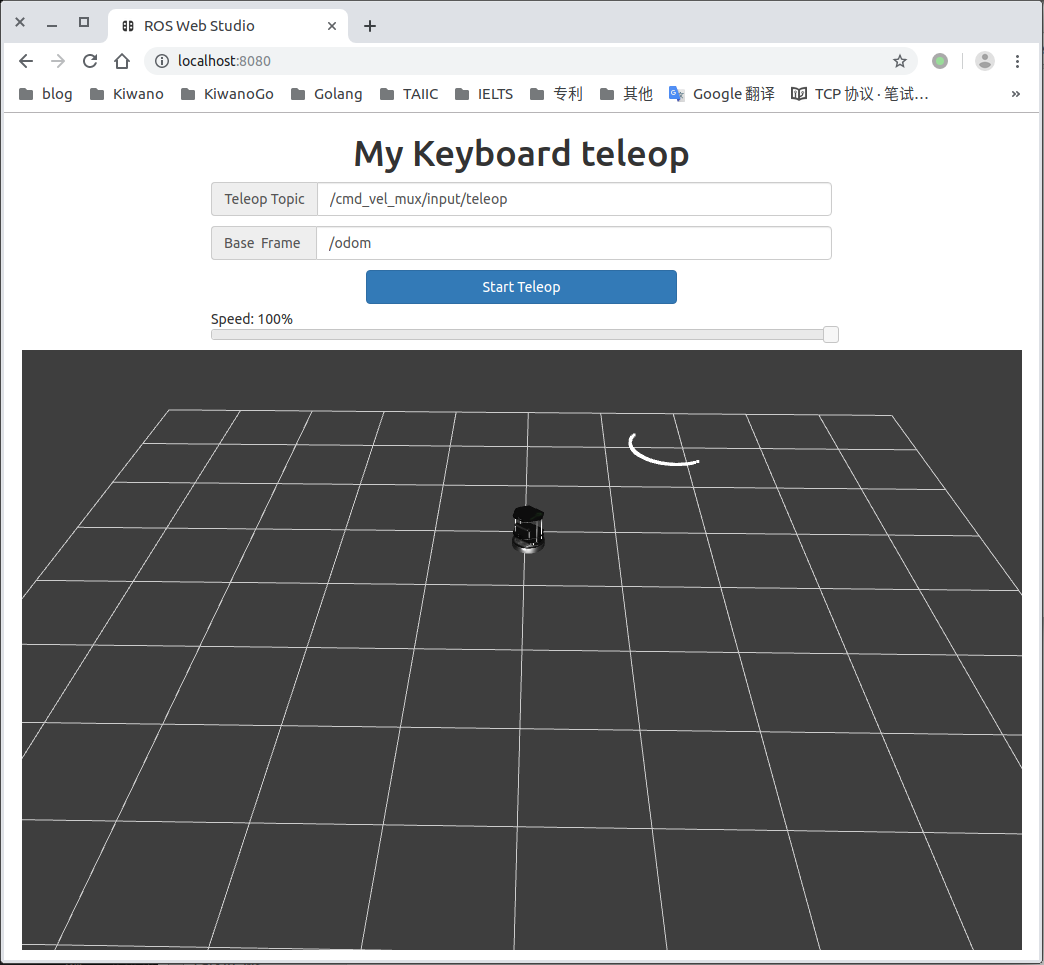 ROS Web Studio
localhost:8080
blog Kiwano KiwanoGo Golang TAIIC IELTS 专利 其他 Google 翻译 TCP 协议 · 笔试…
My Keyboard teleop
Teleop Topic /cmd_vel_mux/input/teleop
Base Frame /odom
Start Teleop
Speed: 100%